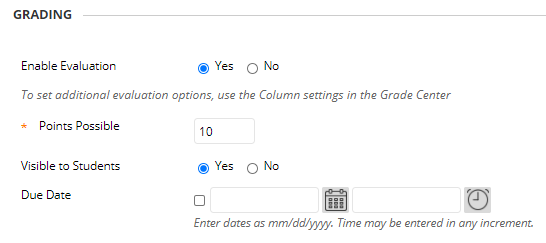 GRADING
Enable Evaluation Yes No
To set additional evaluation options, use the Column settings in the Grade Center
* Points Possible 10
Visible to Students Yes No
Due Date
Enter dates as mm/dd/yyyy. Time may be entered in any increment.